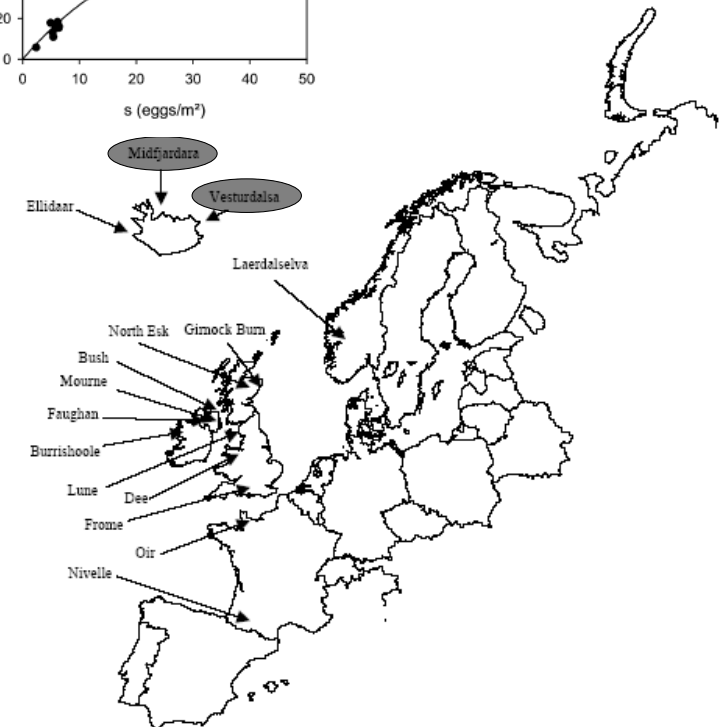 20
0
0 10 20 30 40 50
s (eggs/m²)
Midfjardara
Vesturdalsa
Ellidaar
Laerdalselva
North Esk
Girnock Burn
Bush
Mourne
Faughan
Burrishoole
Lune
Dee
Frome
Oir
Nivelle